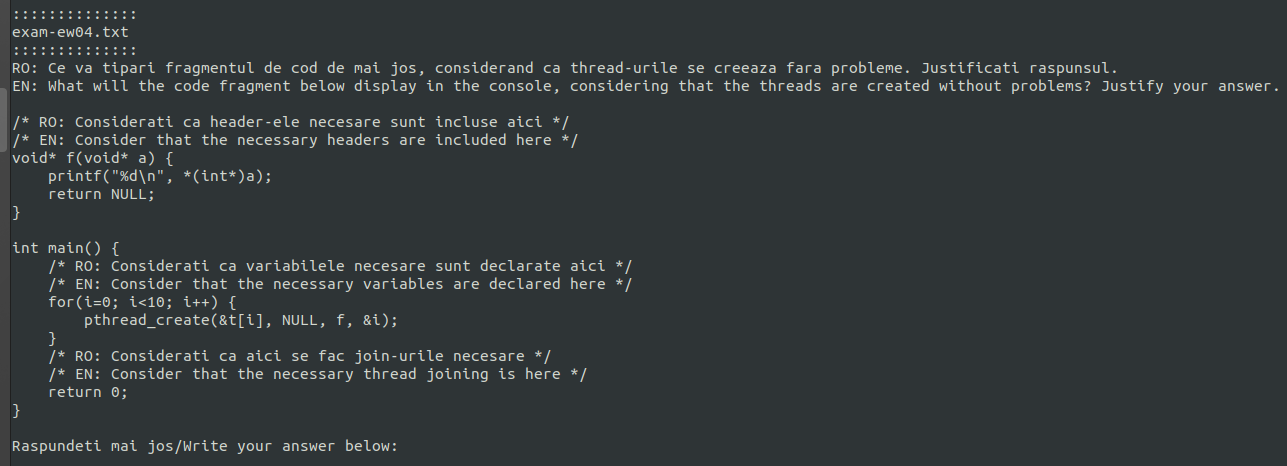 ::::::::::::::
exam-ew04.txt
::::::::::::::
RO: Ce va tipari fragmentul de cod de mai jos, considerand ca thread-urile se creeaza fara probleme. Justificati raspunsul.
EN: What will the code fragment below display in the console, considering that the threads are created without problems? Justify your answer.

/* RO: Considerati ca header-ele necesare sunt incluse aici */
/* EN: Consider that the necessary headers are included here */
void* f(void* a) {
    printf("%d\n", *(int*)a);
    return NULL;
}

int main() {
    /* RO: Considerati ca variabilele necesare sunt declarate aici */
    /* EN: Consider that the necessary variables are declared here */
    for(i=0; i<10; i++) {
        pthread_create(&t[i], NULL, f, &i);
    }
    /* RO: Considerati ca aici se fac join-urile necesare */
    /* EN: Consider that the necessary thread joining is here */
    return 0;
}

Raspundeti mai jos/Write your answer below: